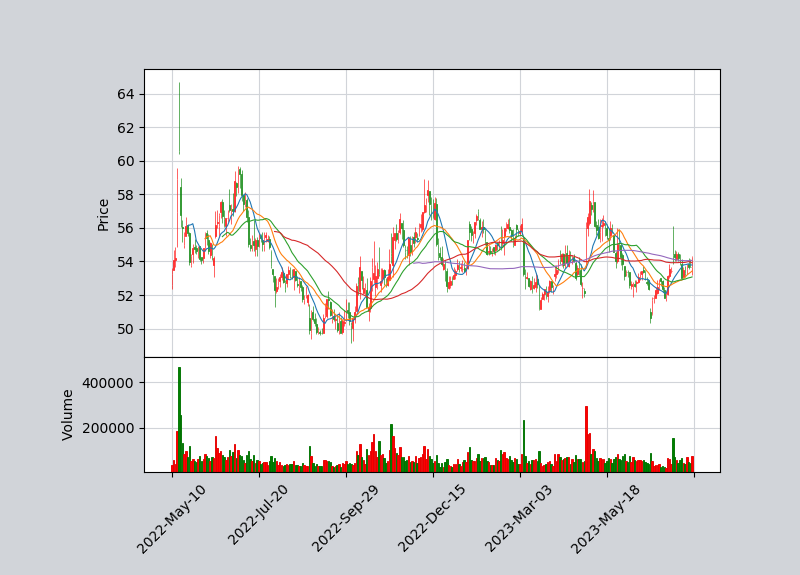 64
62
60
58
56
54
52
50
Price
400000
200000
Volume
2022-May-10
2022-Jul-20
2022-Sep-29
2022-Dec-15
2023-Mar-03
2023-May-18